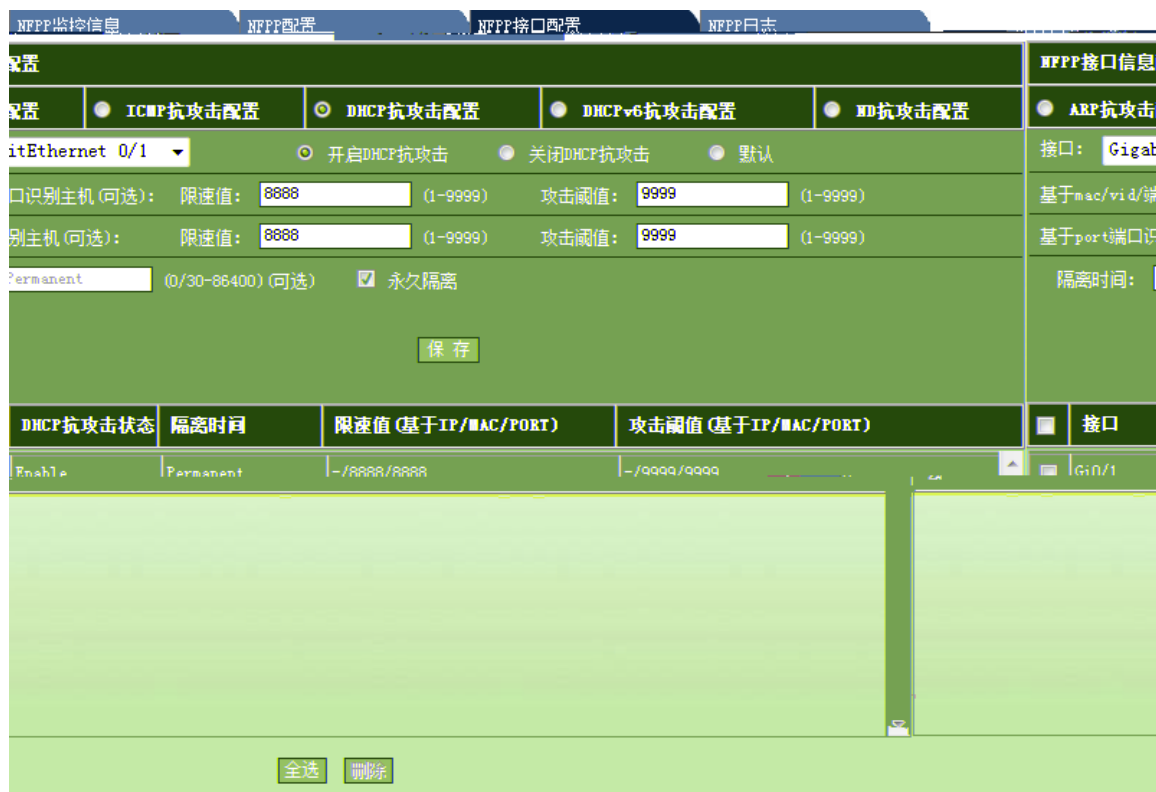 NFPP监控信息 NFPP配置 NFPP接口配置 NFPP日志
配置 NFPP接口信息
配置 ICMP抗攻击配置 DHCP抗攻击配置 DHCPv6抗攻击配置 ND抗攻击配置 ARP抗攻击
itEthernet 0/1 开启DHCP抗攻击 关闭DHCP抗攻击 默认 接口: Gigab
口识别主机(可选): 限速值: 8888 (1-9999) 攻击阈值: 9999 (1-9999) 基于mac/vid/端
别主机(可选): 限速值: 8888 (1-9999) 攻击阈值: 9999 (1-9999) 基于port端口识
Permanent (0/30-86400)(可选) 永久隔离 隔离时间:
保 存
DHCP抗攻击状态 隔离时间 限速值(基于IP/MAC/PORT) 攻击阈值(基于IP/MAC/PORT) 接口
Enable Permanent -/8888/8888 -/9999/9999 Gi0/1
全选 删除